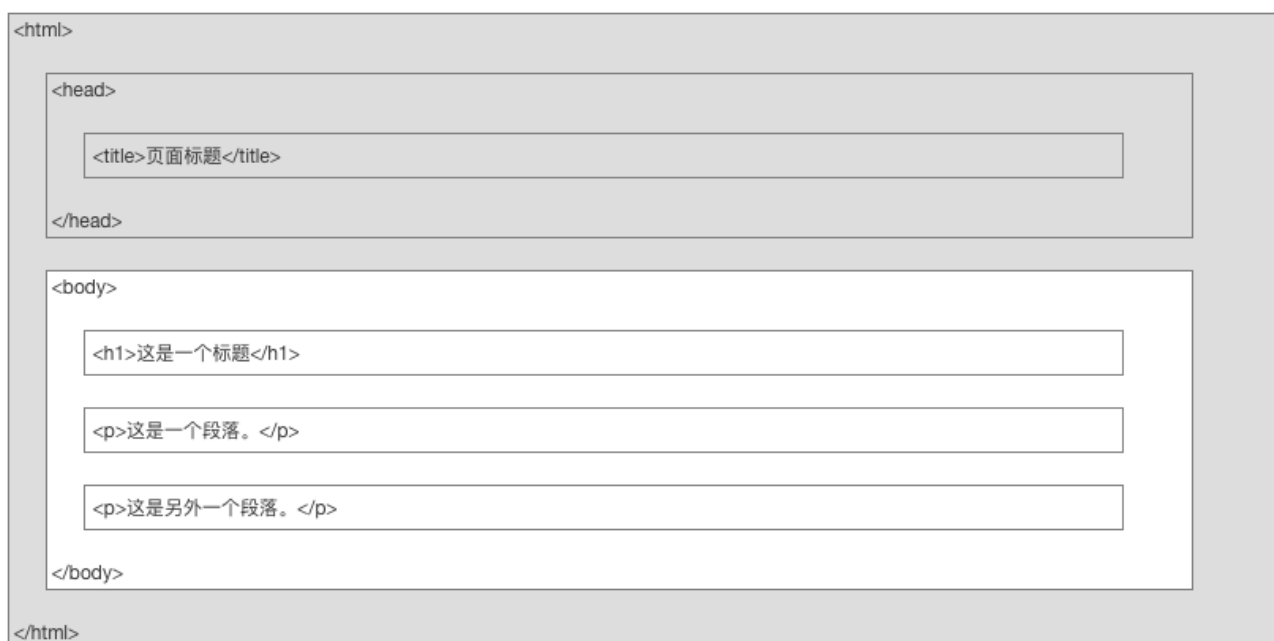 <html>
<head>
<title>页面标题</title>
</head>
<body>
<h1>这是一个标题</h1>
<p>这是一个段落。</p>
<p>这是另外一个段落。</p>
</body>
</html>